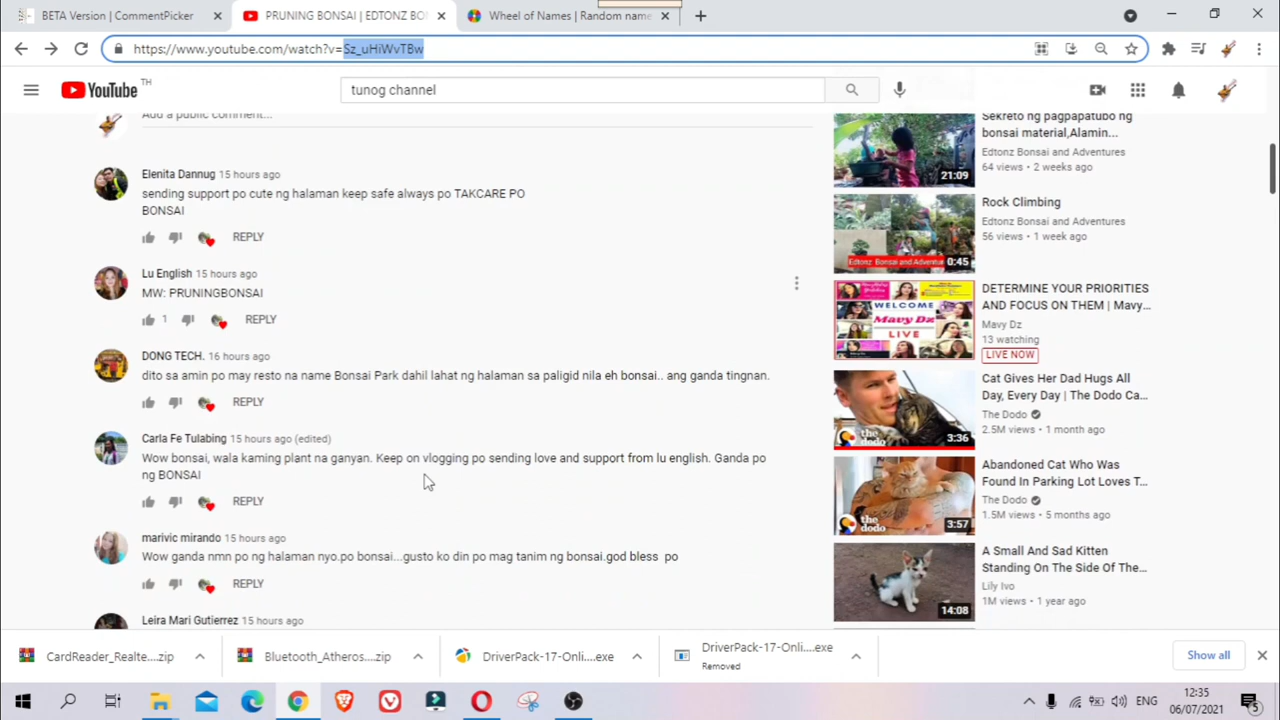 BETA Version | CommentPicker
PRUNING BONSAI | EDTONZ BO
Wheel of Names | Random name
https://www.youtube.com/watch?v=Sz_uHiWvTBw
YouTube TH
tunog channel
Add a public comment...
Elenita Dannug 15 hours ago
sending support po cute ng halaman keep safe always po TAKCARE PO
BONSAI
REPLY
Lu English 15 hours ago
MW: PRUNINGBONSAI
1 REPLY
DONG TECH. 16 hours ago
dito sa amin po may resto na name Bonsai Park dahil lahat ng halaman sa paligid nila eh bonsai.. ang ganda tingnan.
REPLY
Carla Fe Tulabing 15 hours ago (edited)
Wow bonsai, wala kaming plant na ganyan. Keep on vlogging po sending love and support from lu english. Ganda po
ng BONSAI
REPLY
marivic mirando 15 hours ago
Wow ganda nmn po ng halaman nyo.po bonsai...gusto ko din po mag tanim ng bonsai.god bless po
REPLY
Leira Mari Gutierrez 15 hours ago
Sekreto ng pagpapatubo ng
bonsai material,Alamin...
Edtonz Bonsai and Adventures
64 views • 2 weeks ago
21:09
Rock Climbing
Edtonz Bonsai and Adventures
56 views • 1 week ago
Edtonz Bonsai and Adventur
0:45
DETERMINE YOUR PRIORITIES
AND FOCUS ON THEM | Mavy...
Mavy Dz
13 watching
LIVE NOW
WELCOME
Mavy Dz
LIVE
Cat Gives Her Dad Hugs All
Day, Every Day | The Dodo Ca...
The Dodo
2.5M views • 1 month ago
the
dodo
3:36
Abandoned Cat Who Was
Found In Parking Lot Loves T...
The Dodo
1.5M views • 5 months ago
the
dodo
3:57
A Small And Sad Kitten
Standing On The Side Of The...
Lily Ivo
1M views • 1 year ago
14:08
CardReader_Realte....zip
Bluetooth_Atheros....zip
DriverPack-17-Onli....exe
DriverPack-17-Onli....exe
Removed
Show all
ENG
12:35
06/07/2021
5